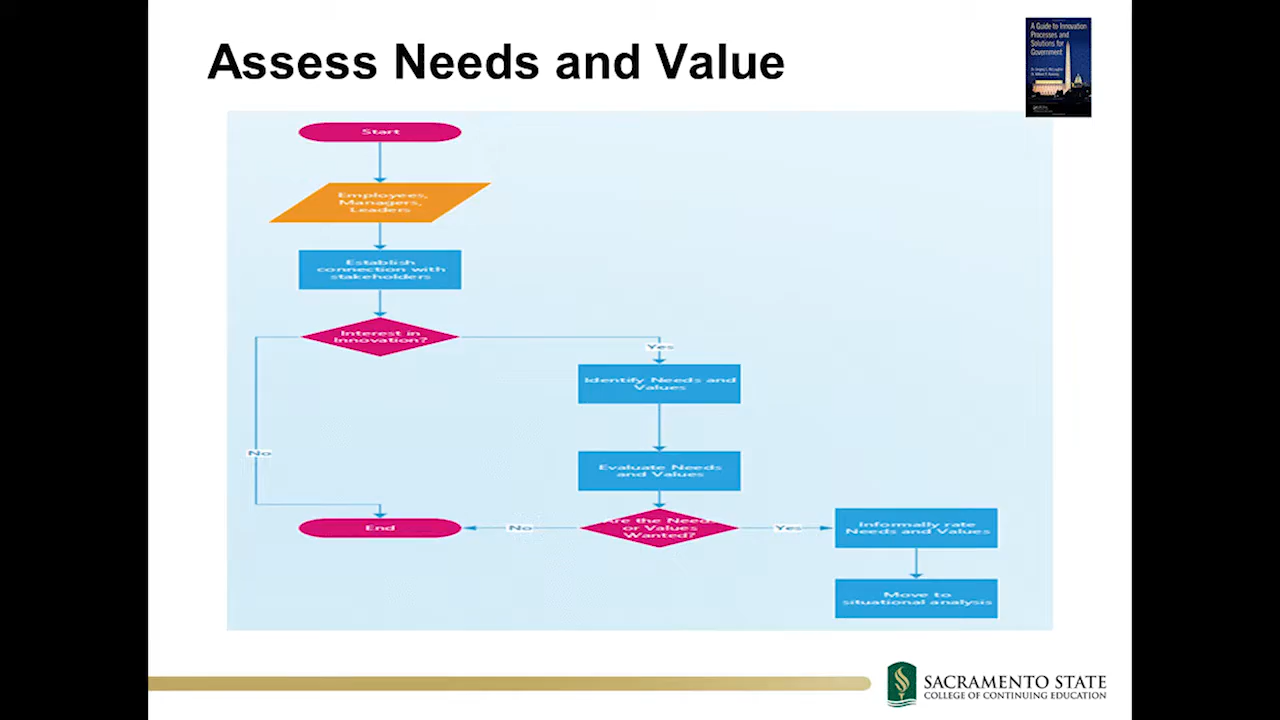 Assess Needs and Value
A Guide to Innovation
Processes and
Solutions for
Government
Start
Employees,
Managers,
Leaders
Establish
connection with
stakeholders
Interest in
Innovation?
Yes
Identify Needs and
Values
No
Evaluate Needs
and Values
Are the Needs
or Values
Wanted?
No
Yes
End
Informally rate
Needs and Values
Move to
situational analysis
SACRAMENTO STATE
COLLEGE OF CONTINUING EDUCATION